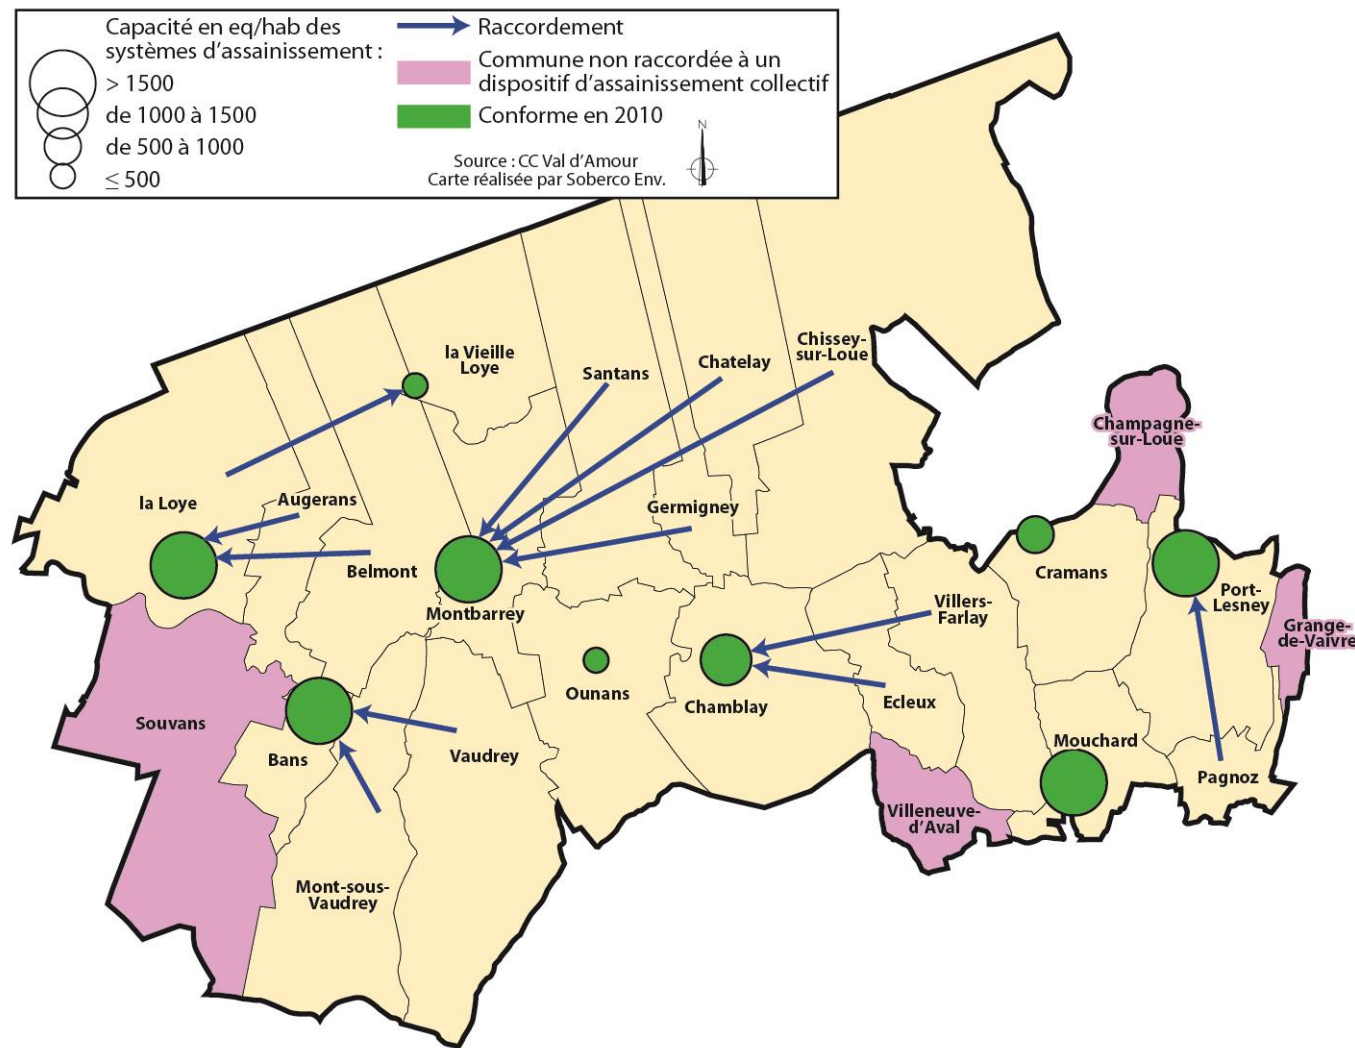 Capacité en eq/hab des
systèmes d'assainissement :
> 1500
de 1000 à 1500
de 500 à 1000
≤ 500
Raccordement
Commune non raccordée à un
dispositif d'assainissement collectif
Conforme en 2010
Source : CC Val d'Amour
Carte réalisée par Soberco Env.
N
la Vieille
Loye
Santans
Chatelay
Chissey-
sur-Loue
Champagne-
sur-Loue
la Loye
Augerans
Germigney
Belmont
Montbarrey
Cramans
Port-
Lesney
Villers-
Farlay
Grange-
de-Vaivre
Ounans
Chamblay
Ecleux
Souvans
Bans
Vaudrey
Mouchard
Pagnoz
Villeneuve-
d'Aval
Mont-sous-
Vaudrey